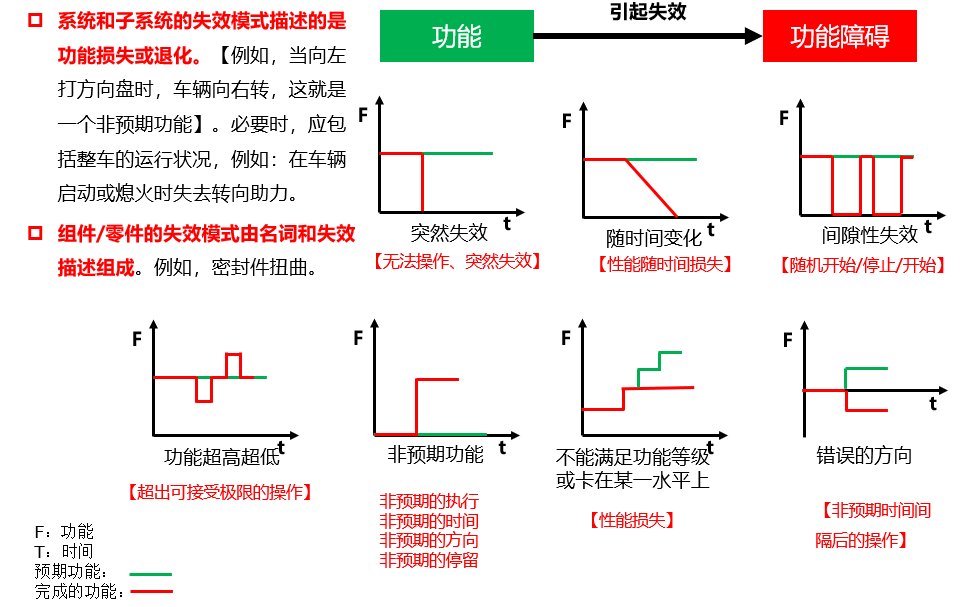 系统和子系统的失效模式描述的是
功能损失或退化。【例如，当向左
打方向盘时，车辆向右转，这就是
一个非预期功能】。必要时，应包
括整车的运行状况，例如：在车辆
启动或熄火时失去转向助力。
组件/零件的失效模式由名词和失效
描述组成。例如，密封件扭曲。
功能
引起失效
功能障碍
F
t
突然失效
【无法操作、突然失效】
F
t
随时间变化
【性能随时间损失】
F
t
间隙性失效
【随机开始/停止/开始】
F
t
功能超高超低
【超出可接受极限的操作】
F
t
非预期功能
非预期的执行
非预期的时间
非预期的方向
非预期的停留
F
t
不能满足功能等级
或卡在某一水平上
【性能损失】
F
t
错误的方向
【非预期时间间
隔后的操作】
F：功能
T：时间
预期功能：
完成的功能：